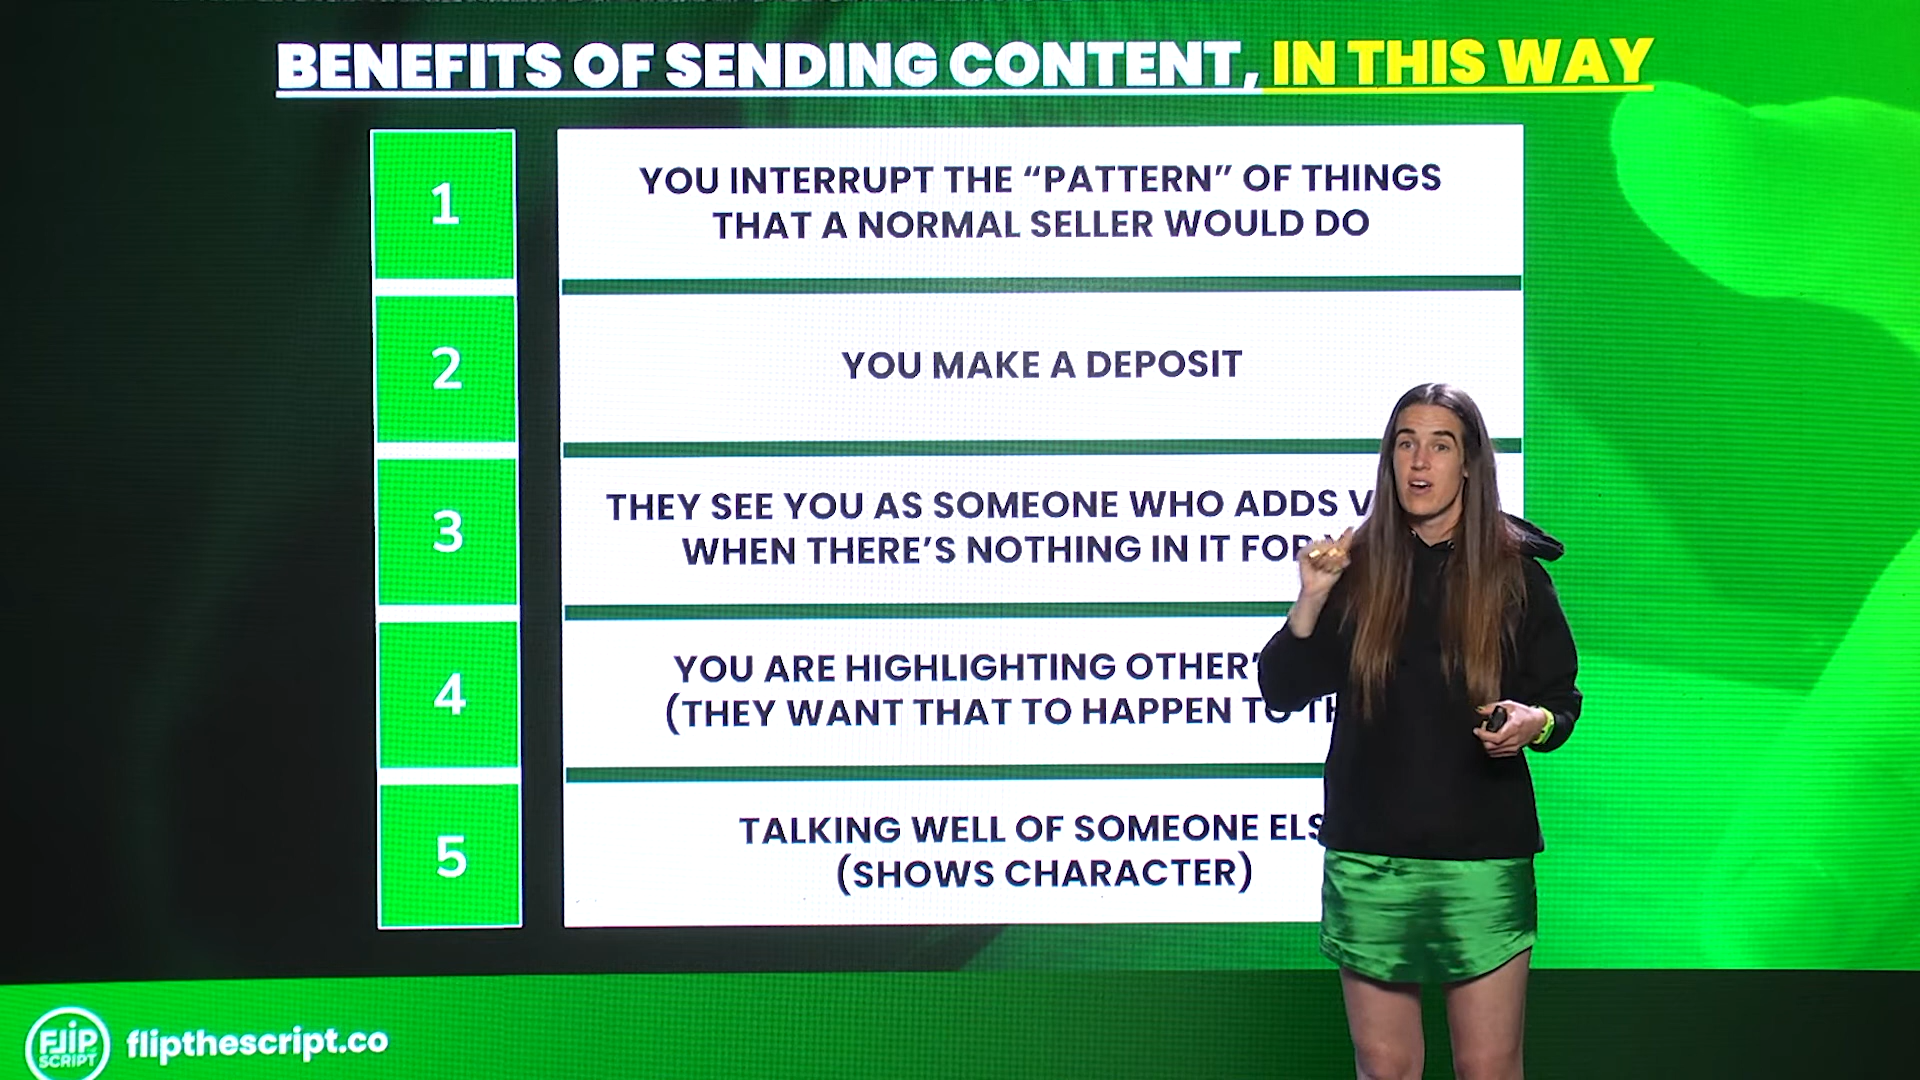 BENEFITS OF SENDING CONTENT, IN THIS WAY
1
YOU INTERRUPT THE “PATTERN” OF THINGS
THAT A NORMAL SELLER WOULD DO
2
YOU MAKE A DEPOSIT
3
THEY SEE YOU AS SOMEONE WHO ADDS
WHEN THERE’S NOTHING IN IT FOR
4
YOU ARE HIGHLIGHTING OTHER’
(THEY WANT THAT TO HAPPEN TO
5
TALKING WELL OF SOMEONE
(SHOWS CHARACTER)
FLIP
SCRIPT
flipthescript.co